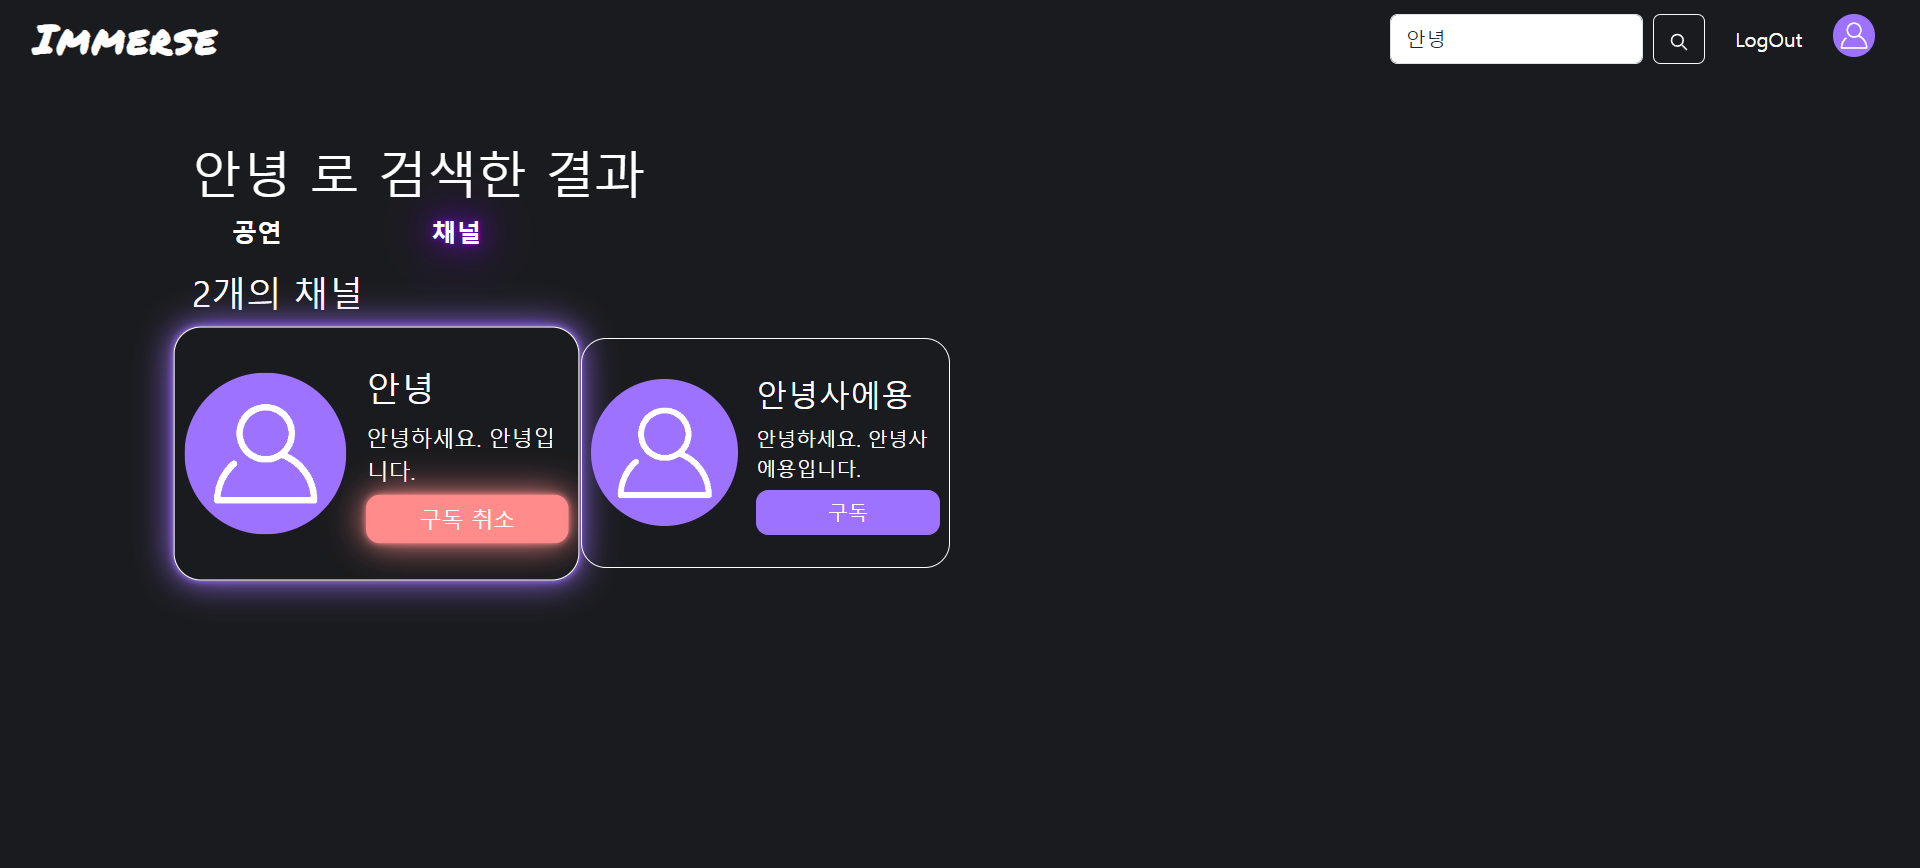 IMMERSE
안녕
LogOut
안녕 로 검색한 결과
공연
채널
2개의 채널
안녕
안녕하세요. 안녕입
니다.
구독 취소
안녕사에용
안녕하세요. 안녕사
에용입니다.
구독